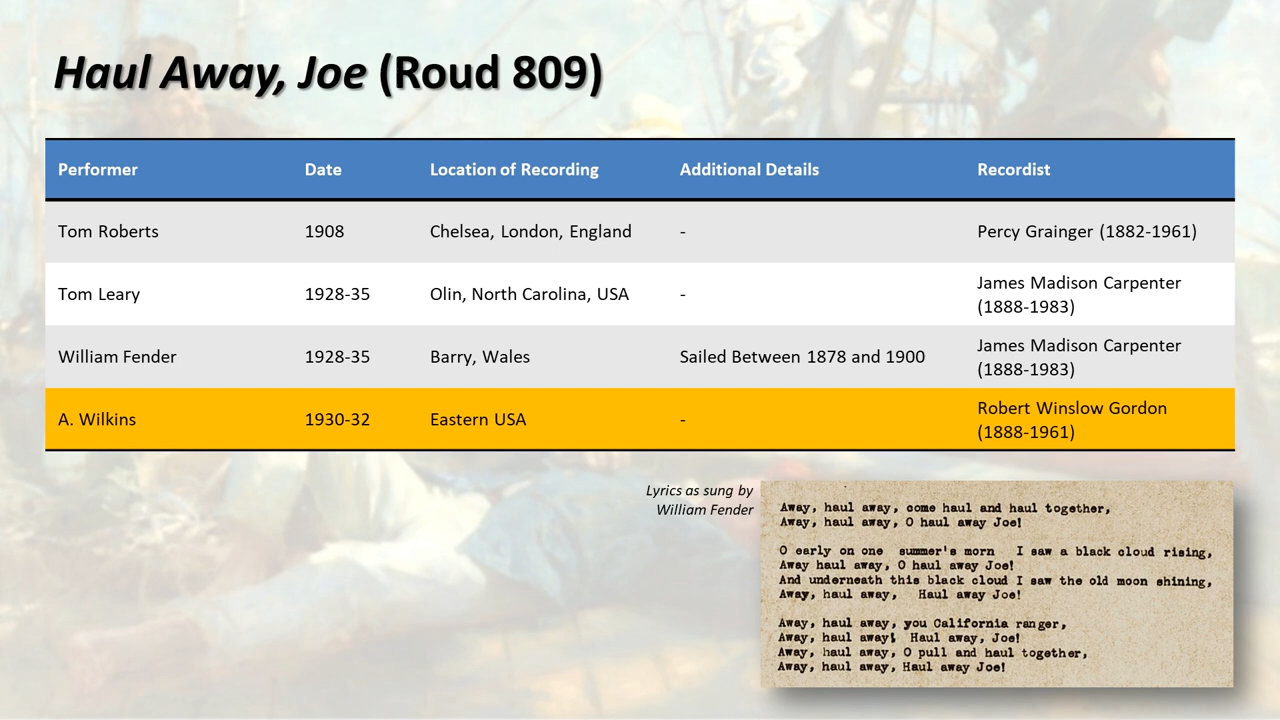 Haul Away, Joe (Roud 809)
Performer Date Location of Recording Additional Details Recordist
Tom Roberts 1908 Chelsea, London, England - Percy Grainger (1882-1961)
Tom Leary 1928-35 Olin, North Carolina, USA - James Madison Carpenter
(1888-1983)
William Fender 1928-35 Barry, Wales Sailed Between 1878 and 1900 James Madison Carpenter
(1888-1983)
A. Wilkins 1930-32 Eastern USA - Robert Winslow Gordon
(1888-1961)
Lyrics as sung by
William Fender
Away, haul away, come haul and haul together,
Away, haul away, O haul away Joe!
O early on one summer's morn I saw a black cloud rising,
Away haul away, O haul away Joe!
And underneath this black cloud I saw the old moon shining,
Away, haul away, Haul away Joe!
Away, haul away, you California ranger,
Away, haul away! Haul away, Joe!
Away, haul away, O pull and haul together,
Away, haul away, Haul away Joe!